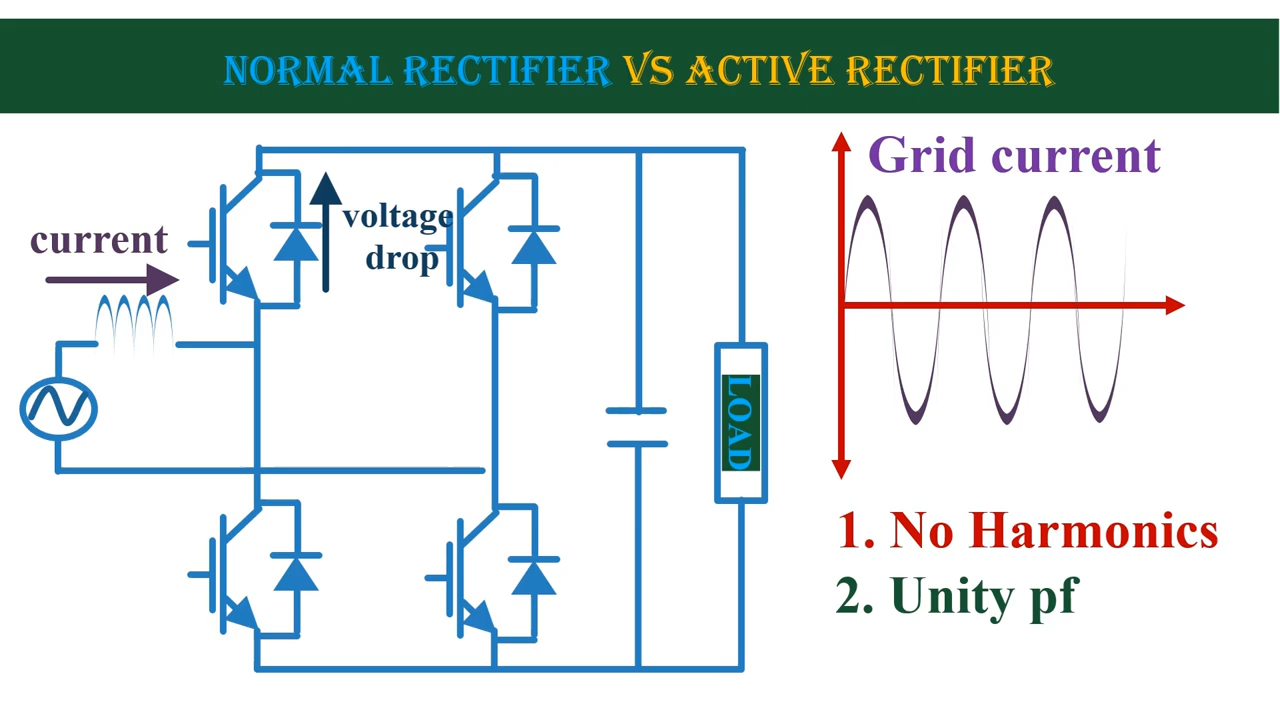 NORMAL RECTIFIER VS ACTIVE RECTIFIER
current
voltage
drop
LOAD
Grid current
1. No Harmonics
2. Unity pf